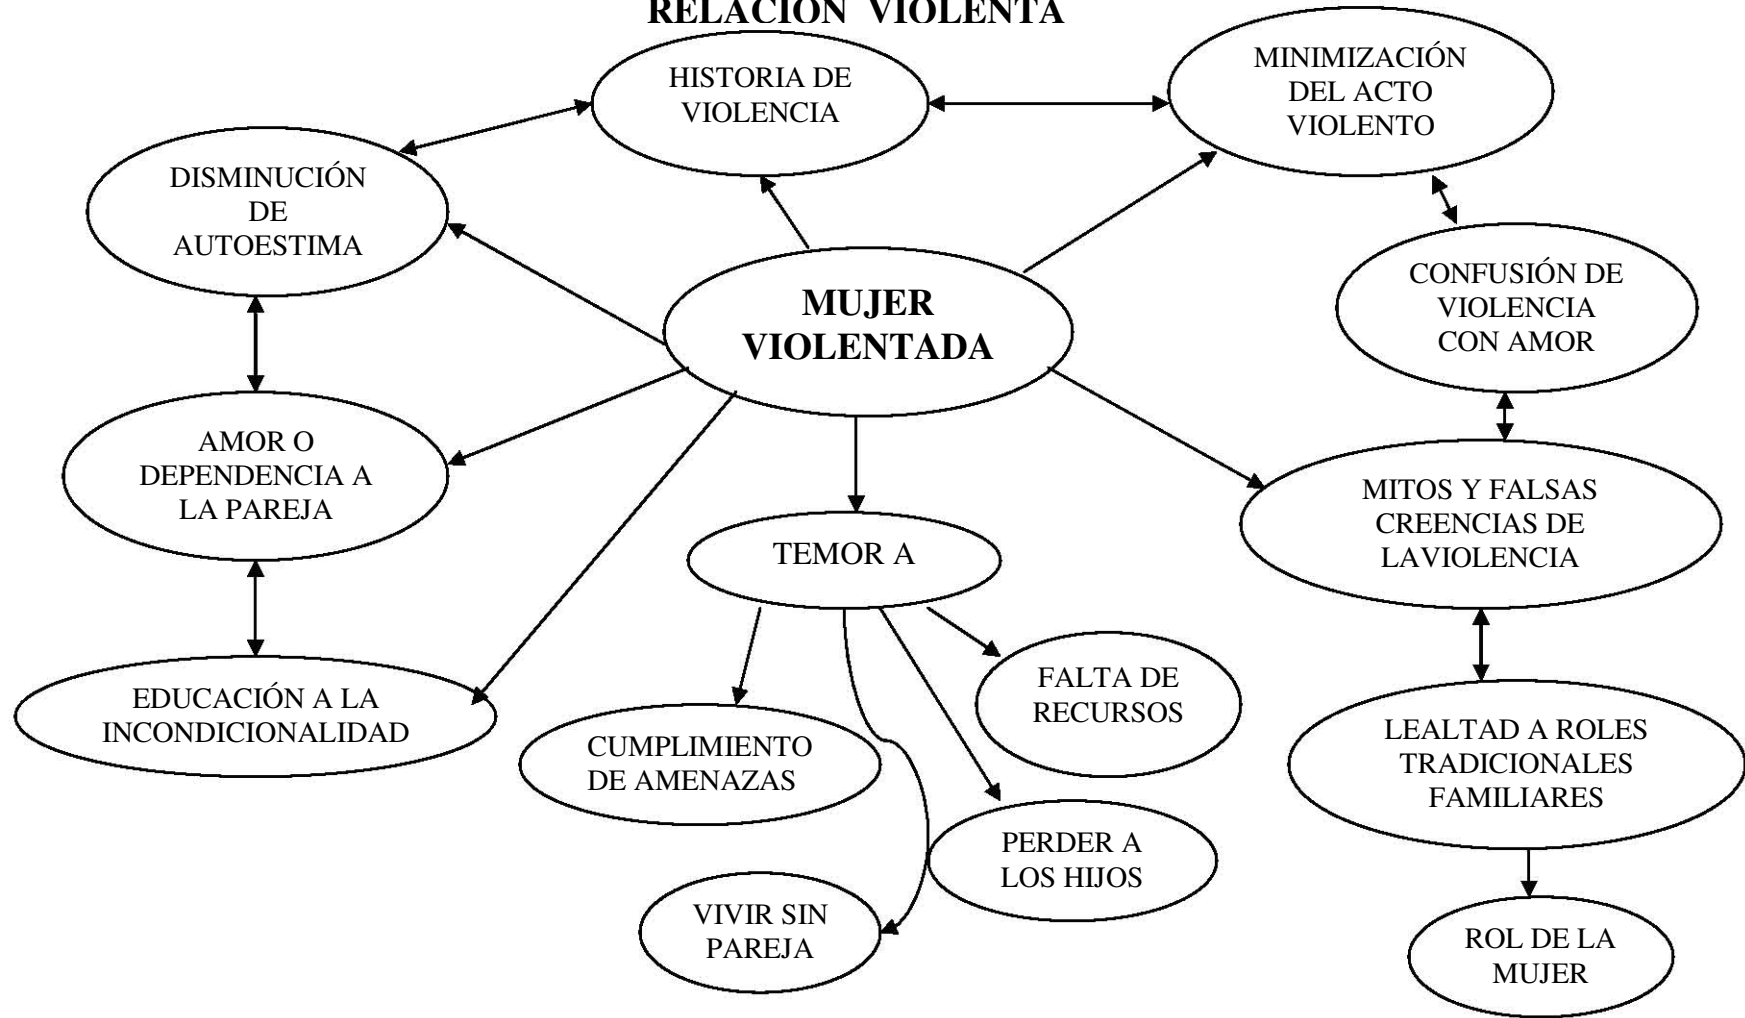 RELACIÓN VIOLENTA
HISTORIA DE
VIOLENCIA
MINIMIZACIÓN
DEL ACTO
VIOLENTO
DISMINUCIÓN
DE
AUTOESTIMA
MUJER
VIOLENTADA
CONFUSIÓN DE
VIOLENCIA
CON AMOR
AMOR O
DEPENDENCIA A
LA PAREJA
TEMOR A
MITOS Y FALSAS
CREENCIAS DE
LAVIOLENCIA
EDUCACIÓN A LA
INCONDICIONALIDAD
CUMPLIMIENTO
DE AMENAZAS
FALTA DE
RECURSOS
LEALTAD A ROLES
TRADICIONALES
FAMILIARES
PERDER A
LOS HIJOS
VIVIR SIN
PAREJA
ROL DE LA
MUJER